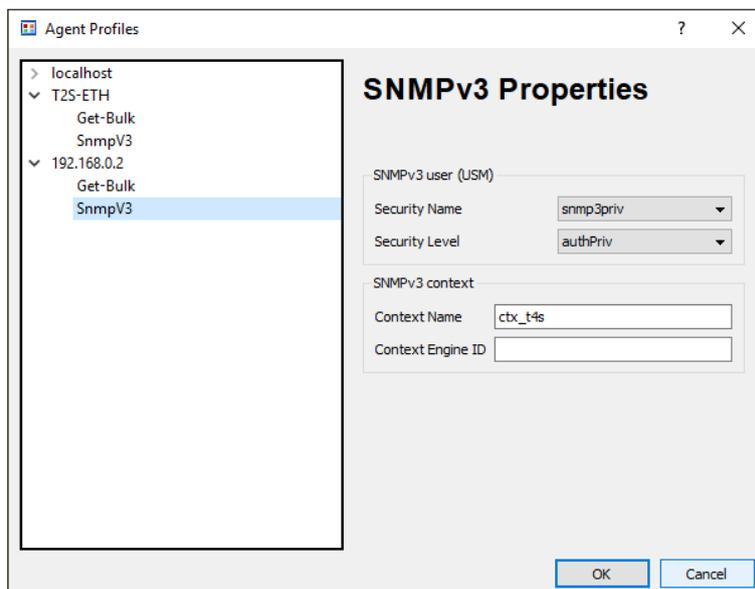 Agent Profiles
?
localhost
T2S-ETH
Get-Bulk
SnmpV3
192.168.0.2
Get-Bulk
SnmpV3
SNMPv3 Properties
SNMPv3 user (USM)
Security Name snmp3priv
Security Level authPriv
SNMPv3 context
Context Name ctx_t4s
Context Engine ID
OK Cancel